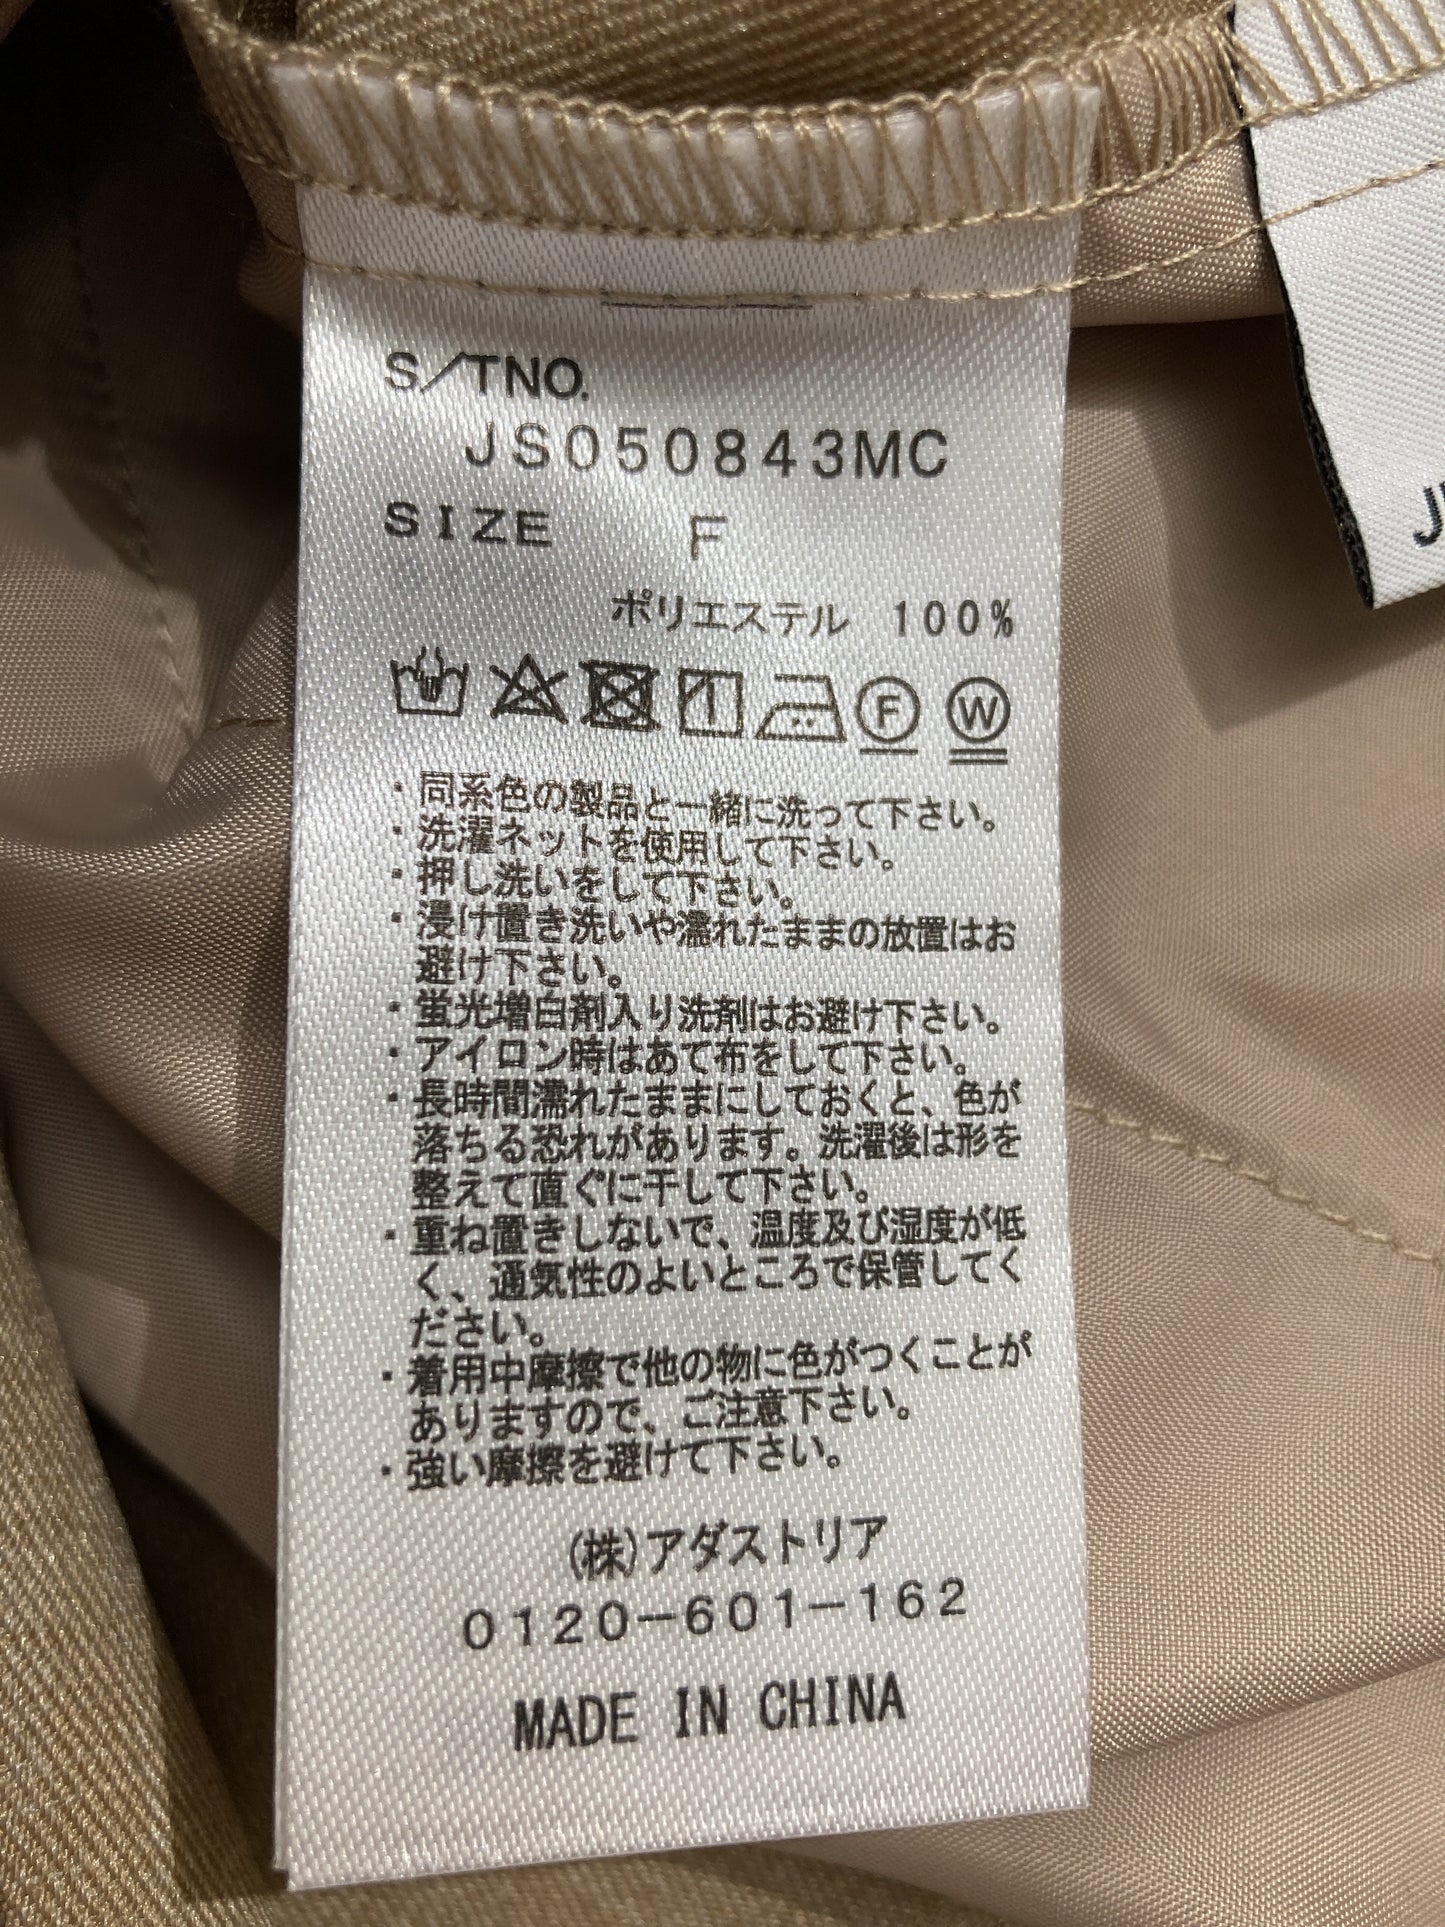 S/TNO.
JS050843MC
SIZE F
ポリエステル 100%
F W
・同系色の製品と一緒に洗って下さい。
・洗濯ネットを使用して下さい。
・押し洗いをして下さい。
・浸け置き洗いや濡れたままの放置はお
避け下さい。
・蛍光増白剤入り洗剤はお避け下さい。
・アイロン時はあて布をして下さい。
・長時間濡れたままにしておくと、色が
落ちる恐れがあります。洗濯後は形を
整えて直ぐに干して下さい。
・重ね置きしないで、温度及び湿度が低
く、通気性のよいところで保管してく
ださい。
・着用中摩擦で他の物に色がつくことが
ありますので、ご注意下さい。
・強い摩擦を避けて下さい。
(株)アダストリア
0120-601-162
MADE IN CHINA